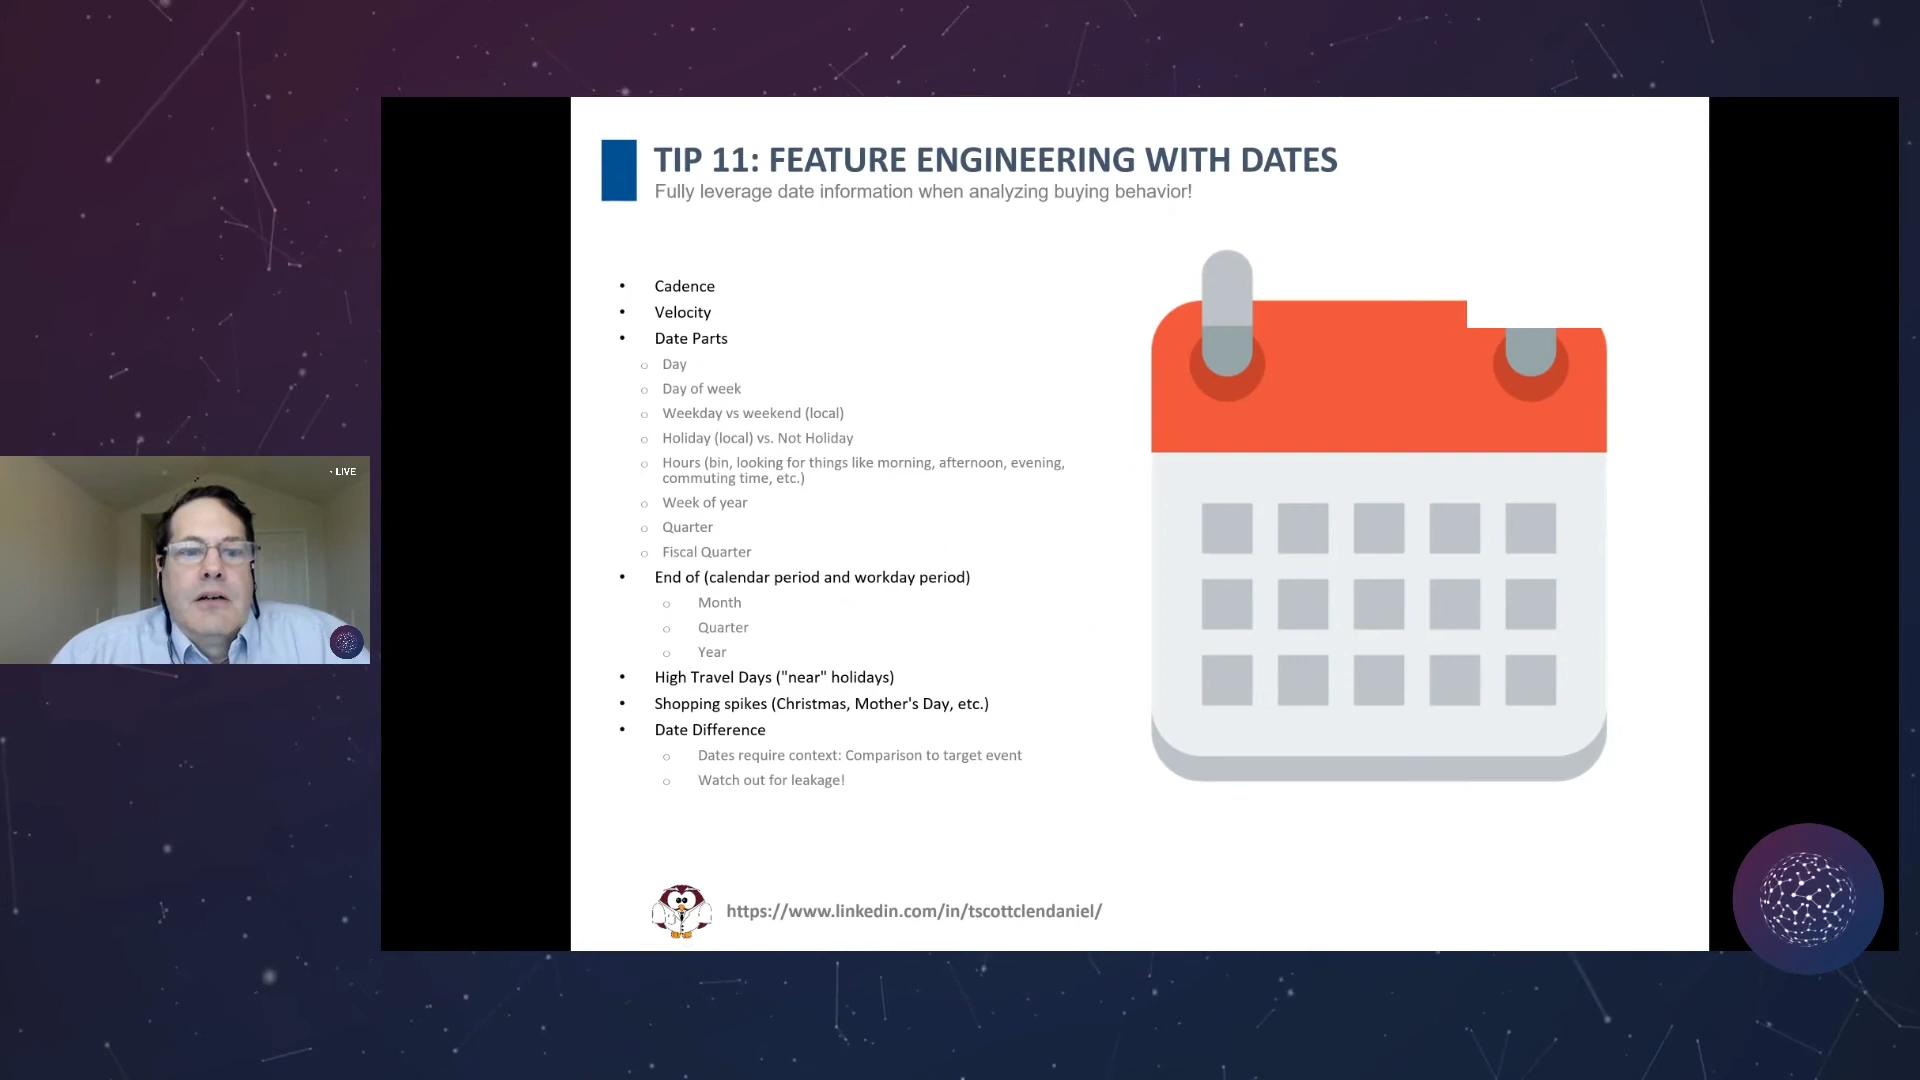 TIP 11: FEATURE ENGINEERING WITH DATES
Fully leverage date information when analyzing buying behavior!
• Cadence
• Velocity
• Date Parts
○ Day
○ Day of week
○ Weekday vs weekend (local)
○ Holiday (local) vs. Not Holiday
○ Hours (bin, looking for things like morning, afternoon, evening,
commuting time, etc.)
○ Week of year
○ Quarter
○ Fiscal Quarter
• End of (calendar period and workday period)
○ Month
○ Quarter
○ Year
• High Travel Days ("near" holidays)
• Shopping spikes (Christmas, Mother's Day, etc.)
• Date Difference
○ Dates require context: Comparison to target event
○ Watch out for leakage!
https://www.linkedin.com/in/tscottclendaniel/
• LIVE